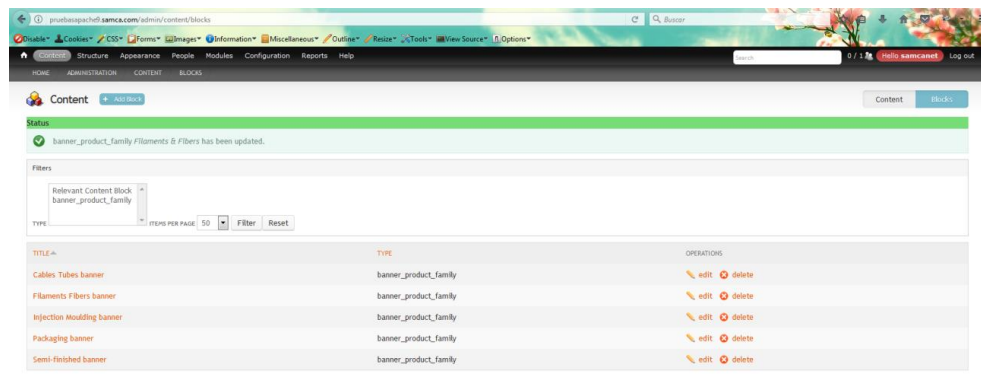 pruebasapache9.samca.com/admin/content/blocks
Buscar
Disable Cookies CSS Forms Images Information Miscellaneous Outline Resize Tools View Source Options
Content Structure Appearance People Modules Configuration Reports Help
Search
0 / 1
Hello samcanet
Log out
HOME ADMINISTRATION CONTENT BLOCKS
Content + Add Block
Content Blocks
Status
banner_product_family Filaments & Fibers has been updated.
Filters
Relevant Content Block
banner_product_family
TYPE ITEMS PER PAGE 50 Filter Reset
TITLE TYPE OPERATIONS
Cables Tubes banner banner_product_family edit delete
Filaments Fibers banner banner_product_family edit delete
Injection Moulding banner banner_product_family edit delete
Packaging banner banner_product_family edit delete
Semi-finished banner banner_product_family edit delete